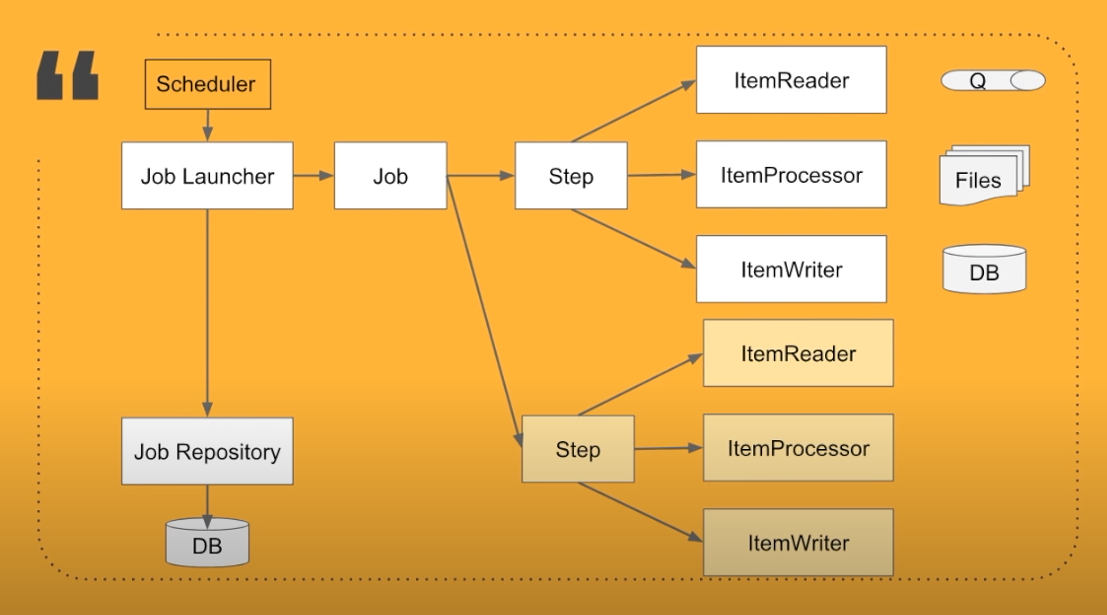 “
Scheduler
ItemReader
Q
Job Launcher
Job
Step
ItemProcessor
Files
ItemWriter
DB
ItemReader
Job Repository
Step
ItemProcessor
DB
ItemWriter